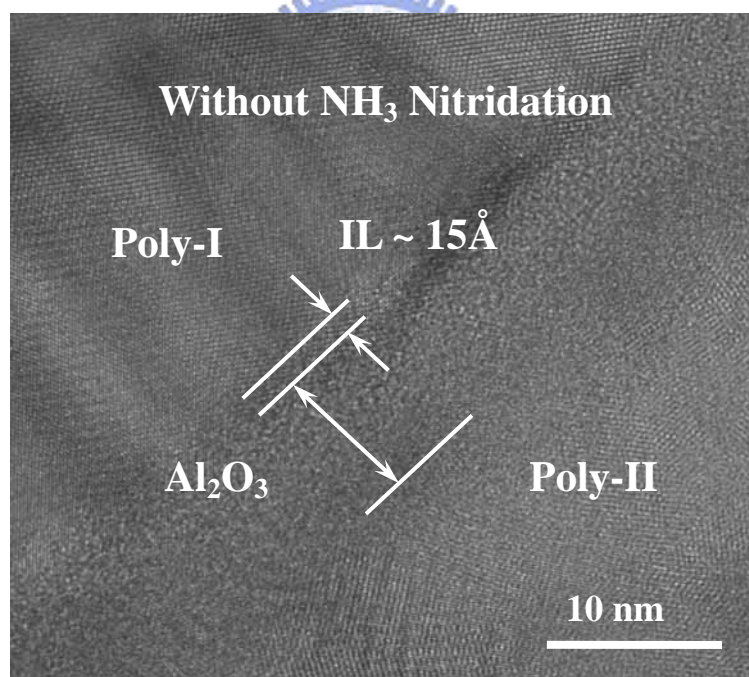 Without NH₃ Nitridation
Poly-I
IL ~ 15Å
Al₂O₃
Poly-II
10 nm